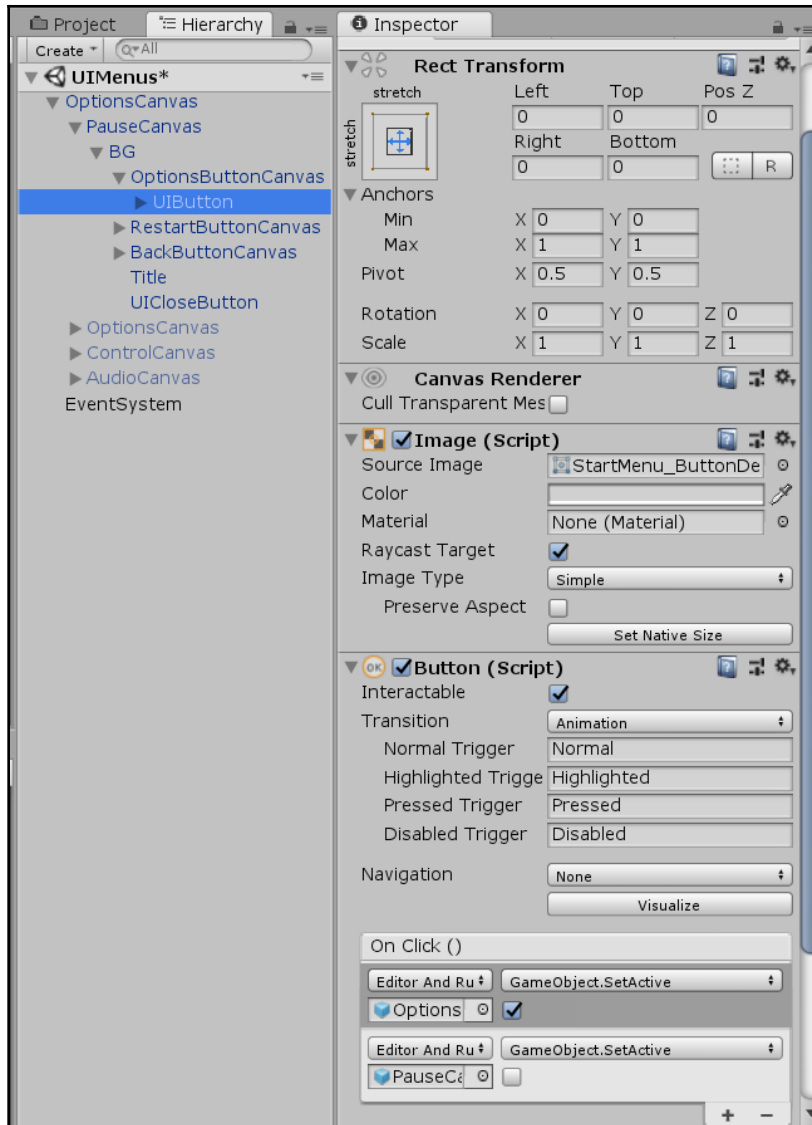 Project
Hierarchy
Create
All
UIMenus*
OptionsCanvas
PauseCanvas
BG
OptionsButtonCanvas
UIButton
RestartButtonCanvas
BackButtonCanvas
Title
UICloseButton
OptionsCanvas
ControlCanvas
AudioCanvas
EventSystem
Inspector
Rect Transform
stretch
stretch
Left Top Pos Z
0 0 0
Right Bottom
0 0 R
Anchors
Min X 0 Y 0
Max X 1 Y 1
Pivot X 0.5 Y 0.5
Rotation X 0 Y 0 Z 0
Scale X 1 Y 1 Z 1
Canvas Renderer
Cull Transparent Mes
Image (Script)
Source Image StartMenu_ButtonDe
Color
Material None (Material)
Raycast Target
Image Type Simple
Preserve Aspect
Set Native Size
OK Button (Script)
Interactable
Transition Animation
Normal Trigger Normal
Highlighted Trigge Highlighted
Pressed Trigger Pressed
Disabled Trigger Disabled
Navigation None
Visualize
On Click ()
Editor And Ru GameObject.SetActive
Options
Editor And Ru GameObject.SetActive
PauseCa
+ −